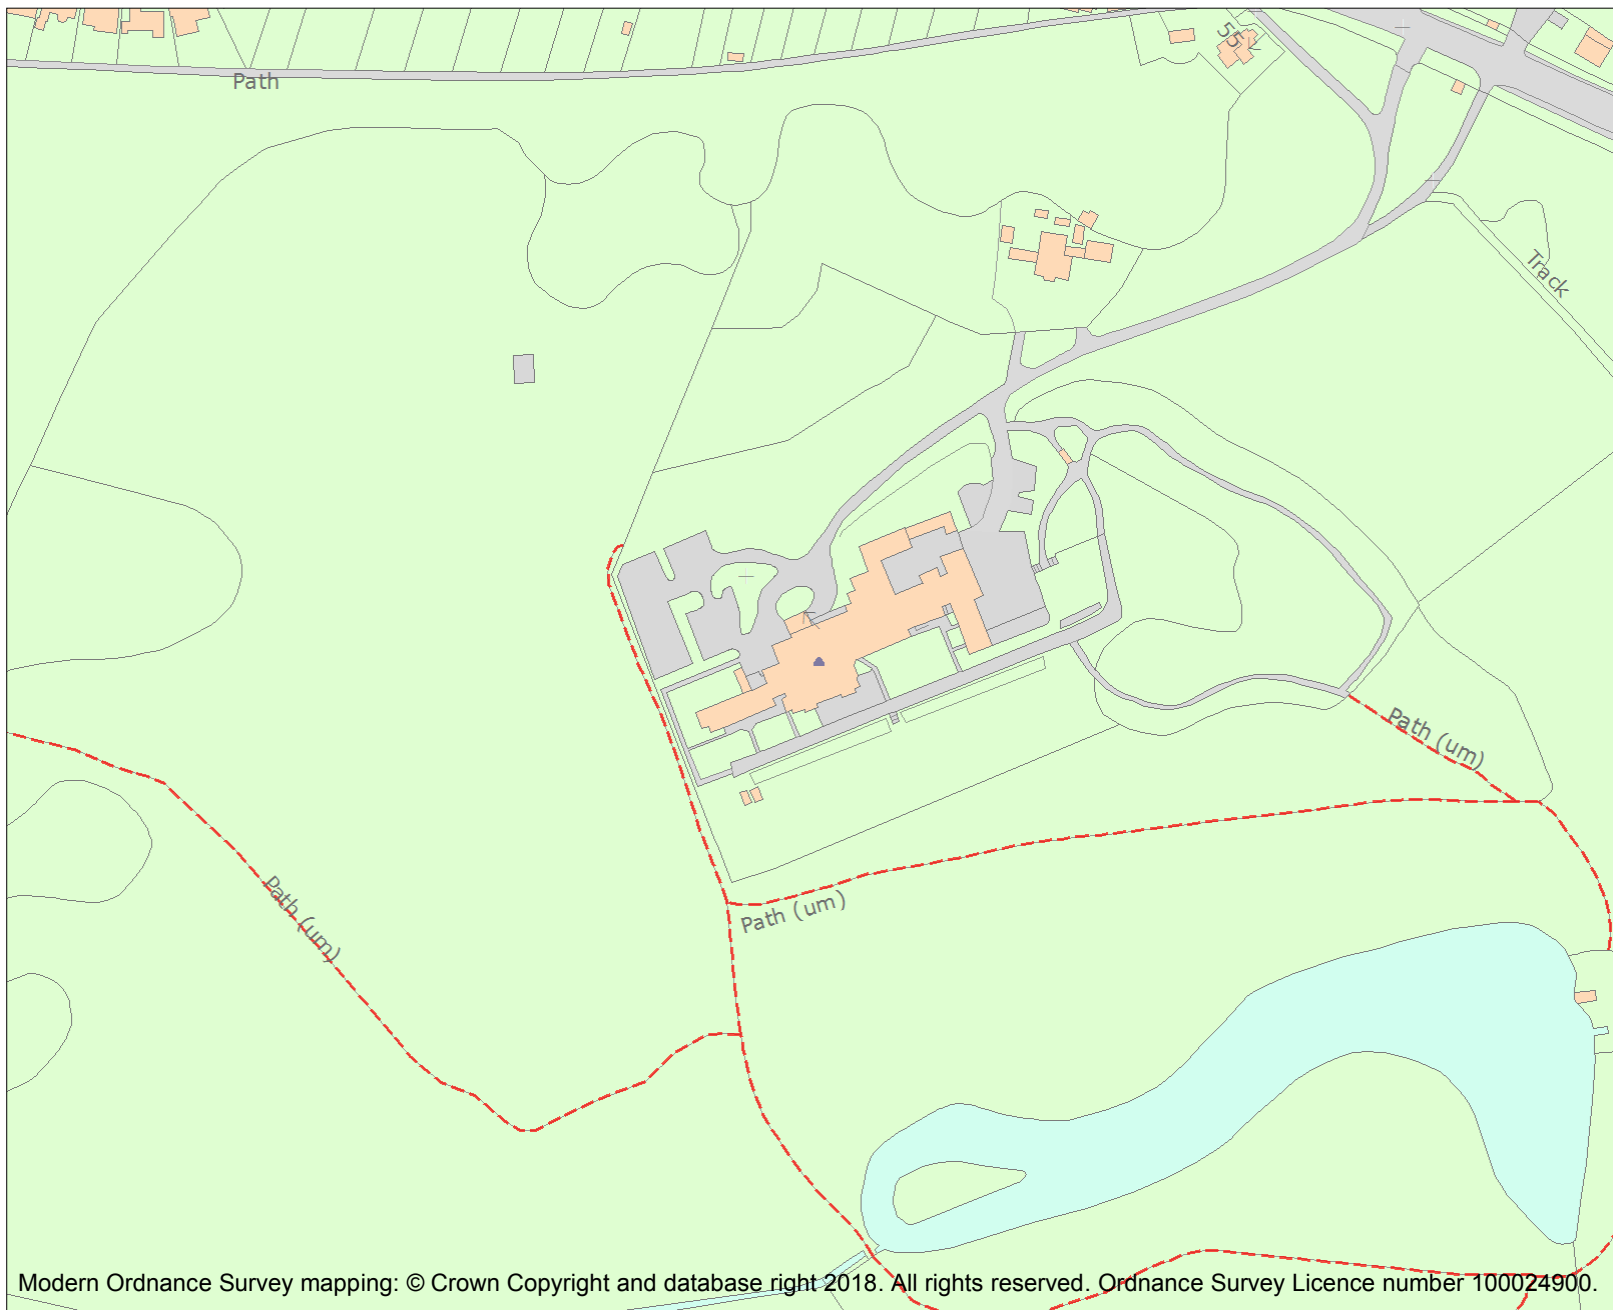 55
Path
Track
Path (um)
Path (um)
Path (um)
Modern Ordnance Survey mapping: © Crown Copyright and database right 2018. All rights reserved. Ordnance Survey Licence number 100024900.